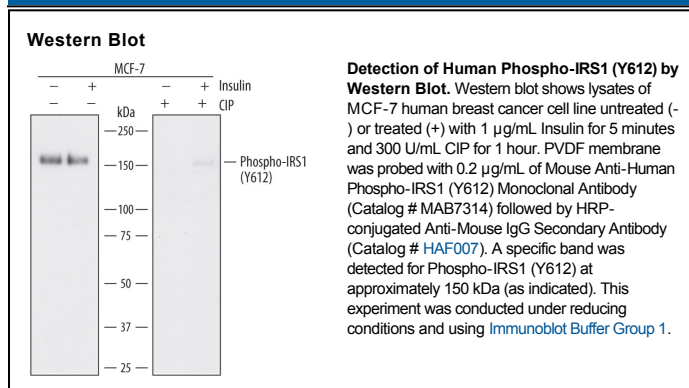 Western Blot
MCF-7
– + – + Insulin
– – + + CIP
kDa
250
150
Phospho-IRS1
(Y612)
100
75
50
37
25
Detection of Human Phospho-IRS1 (Y612) by
Western Blot. Western blot shows lysates of
MCF-7 human breast cancer cell line untreated (-
) or treated (+) with 1 µg/mL Insulin for 5 minutes
and 300 U/mL CIP for 1 hour. PVDF membrane
was probed with 0.2 µg/mL of Mouse Anti-Human
Phospho-IRS1 (Y612) Monoclonal Antibody
(Catalog # MAB7314) followed by HRP-
conjugated Anti-Mouse IgG Secondary Antibody
(Catalog # HAF007). A specific band was
detected for Phospho-IRS1 (Y612) at
approximately 150 kDa (as indicated). This
experiment was conducted under reducing
conditions and using Immunoblot Buffer Group 1.